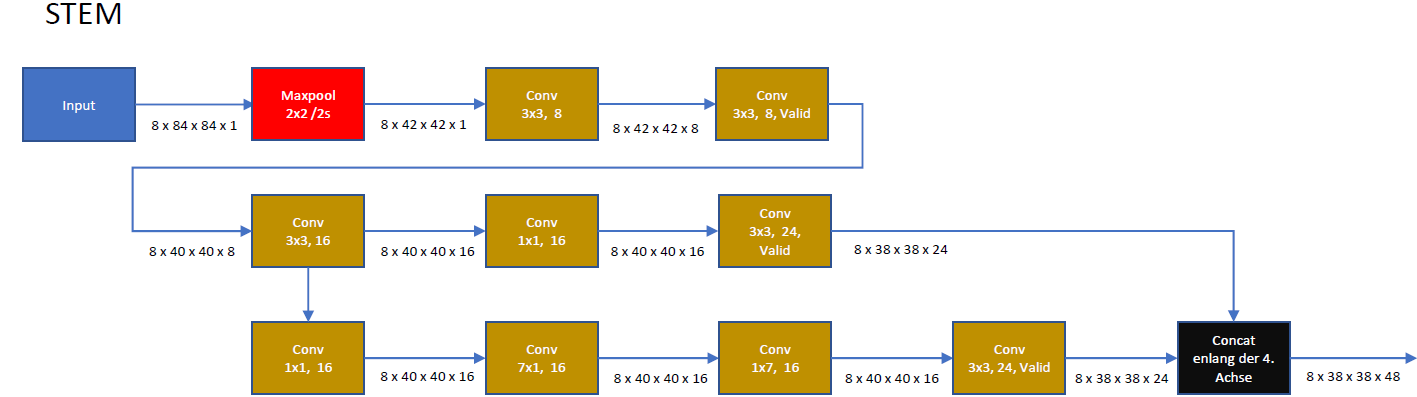 STEM
Input
8 x 84 x 84 x 1
Maxpool
2x2 /2s
8 x 42 x 42 x 1
Conv
3x3, 8
8 x 42 x 42 x 8
Conv
3x3, 8, Valid
8 x 40 x 40 x 8
Conv
3x3, 16
8 x 40 x 40 x 16
Conv
1x1, 16
8 x 40 x 40 x 16
Conv
3x3, 24,
Valid
8 x 38 x 38 x 24
Conv
1x1, 16
8 x 40 x 40 x 16
Conv
7x1, 16
8 x 40 x 40 x 16
Conv
1x7, 16
8 x 40 x 40 x 16
Conv
3x3, 24, Valid
8 x 38 x 38 x 24
Concat
enlang der 4.
Achse
8 x 38 x 38 x 48